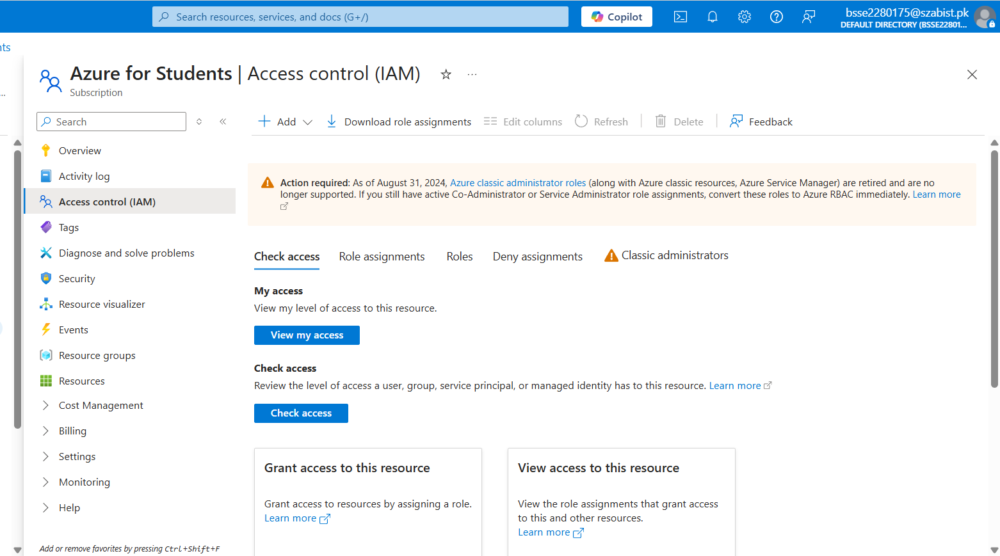 Search resources, services, and docs (G+/)
Copilot
bsse2280175@szabist.pk
DEFAULT DIRECTORY (BSSE22801...
nts
Azure for Students | Access control (IAM)
...
Subscription
...
Search
Add
Download role assignments
Edit columns
Refresh
Delete
Feedback
Overview
Activity log
Access control (IAM)
Tags
Diagnose and solve problems
Security
Resource visualizer
Events
Resource groups
Resources
Cost Management
Billing
Settings
Monitoring
Help
Add or remove favorites by pressing Ctrl+Shift+F
Action required: As of August 31, 2024, Azure classic administrator roles (along with Azure classic resources, Azure Service Manager) are retired and are no
longer supported. If you still have active Co-Administrator or Service Administrator role assignments, convert these roles to Azure RBAC immediately. Learn more
Check access
Role assignments
Roles
Deny assignments
Classic administrators
My access
View my level of access to this resource.
View my access
Check access
Review the level of access a user, group, service principal, or managed identity has to this resource. Learn more
Check access
Grant access to this resource
Grant access to resources by assigning a role.
Learn more
View access to this resource
View the role assignments that grant access
to this and other resources.
Learn more